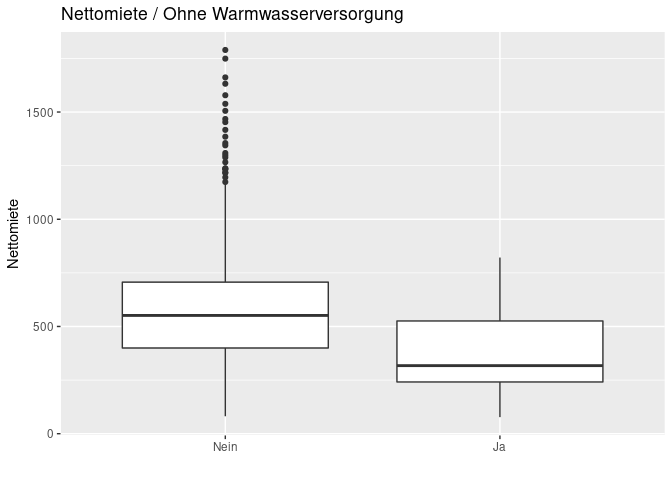 Nettomiete / Ohne Warmwasserversorgung
1500
1000
500
0
Nettomiete
Nein
Ja